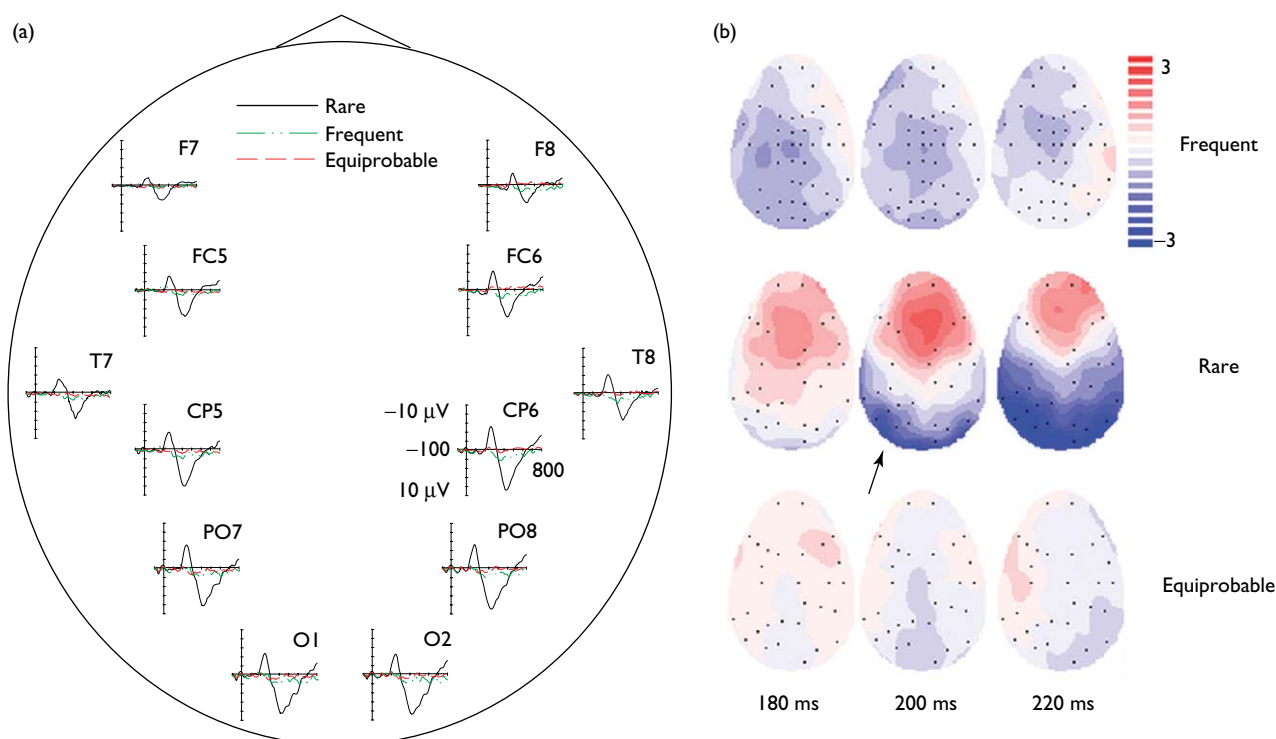 (a)
Rare
Frequent
Equiprobable
F7
F8
FC5
FC6
T7
T8
CP5
−10 µV
CP6
−100
800
10 µV
PO7
PO8
O1
O2
(b)
3
Frequent
−3
Rare
Equiprobable
180 ms
200 ms
220 ms